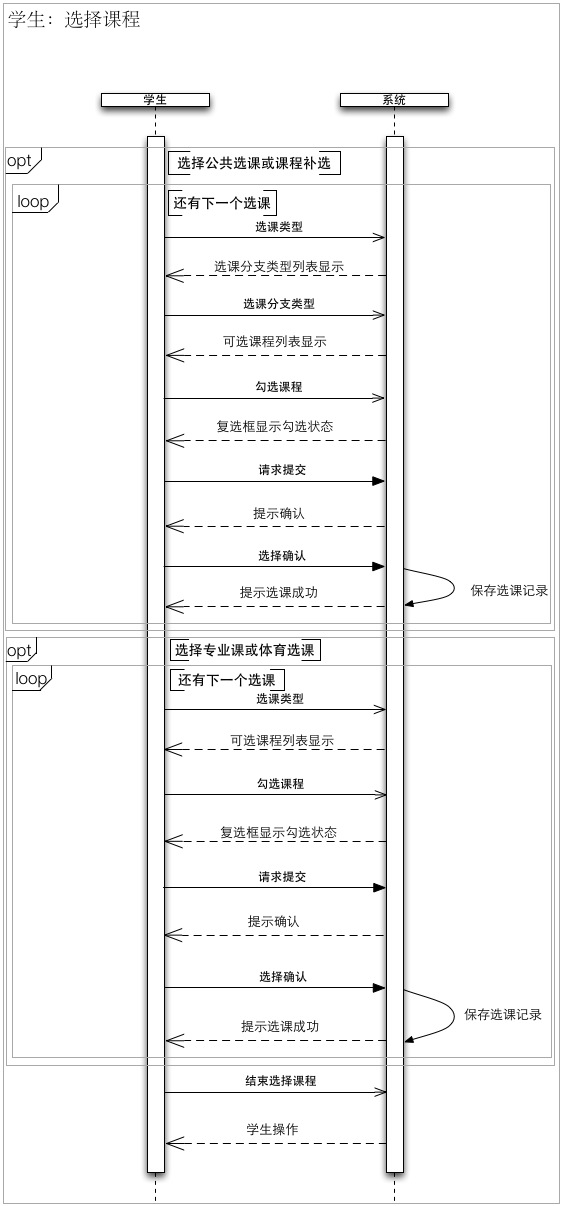 学生：选择课程
学生
系统
opt
选择公共选课或课程补选
loop
还有下一个选课
选课类型
选课分支类型列表显示
选课分支类型
可选课程列表显示
勾选课程
复选框显示勾选状态
请求提交
提示确认
选择确认
保存选课记录
提示选课成功
opt
选择专业课或体育选课
loop
还有下一个选课
选课类型
可选课程列表显示
勾选课程
复选框显示勾选状态
请求提交
提示确认
选择确认
保存选课记录
提示选课成功
结束选择课程
学生操作